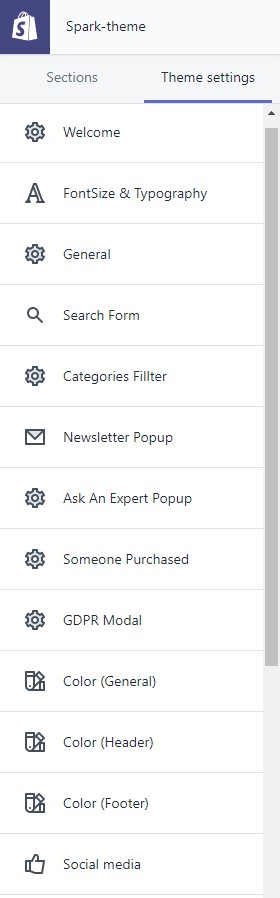 Spark-theme
Sections Theme settings
Welcome
FontSize & Typography
General
Search Form
Categories Fillter
Newsletter Popup
Ask An Expert Popup
Someone Purchased
GDPR Modal
Color (General)
Color (Header)
Color (Footer)
Social media